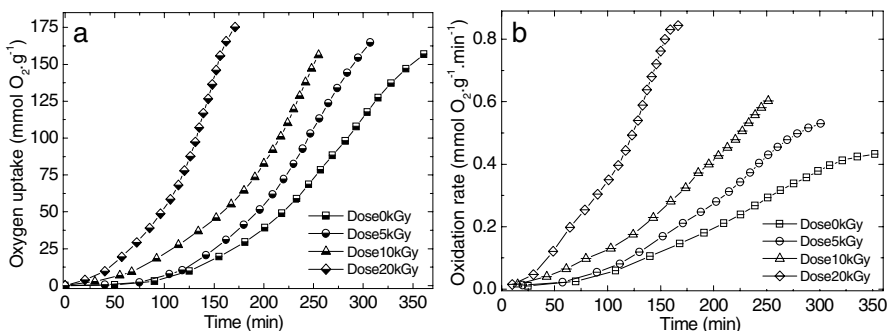 a
Oxygen uptake (mmol O₂.g⁻¹)
175
150
125
100
75
50
25
0
0 50 100 150 200 250 300 350
Time (min)
Dose0kGy
Dose5kGy
Dose10kGy
Dose20kGy
b
Oxidation rate (mmol O₂.g⁻¹.min⁻¹)
0.8
0.6
0.4
0.2
0.0
0 50 100 150 200 250 300 350
Time (min)
Dose0kGy
Dose5kGy
Dose10kGy
Dose20kGy